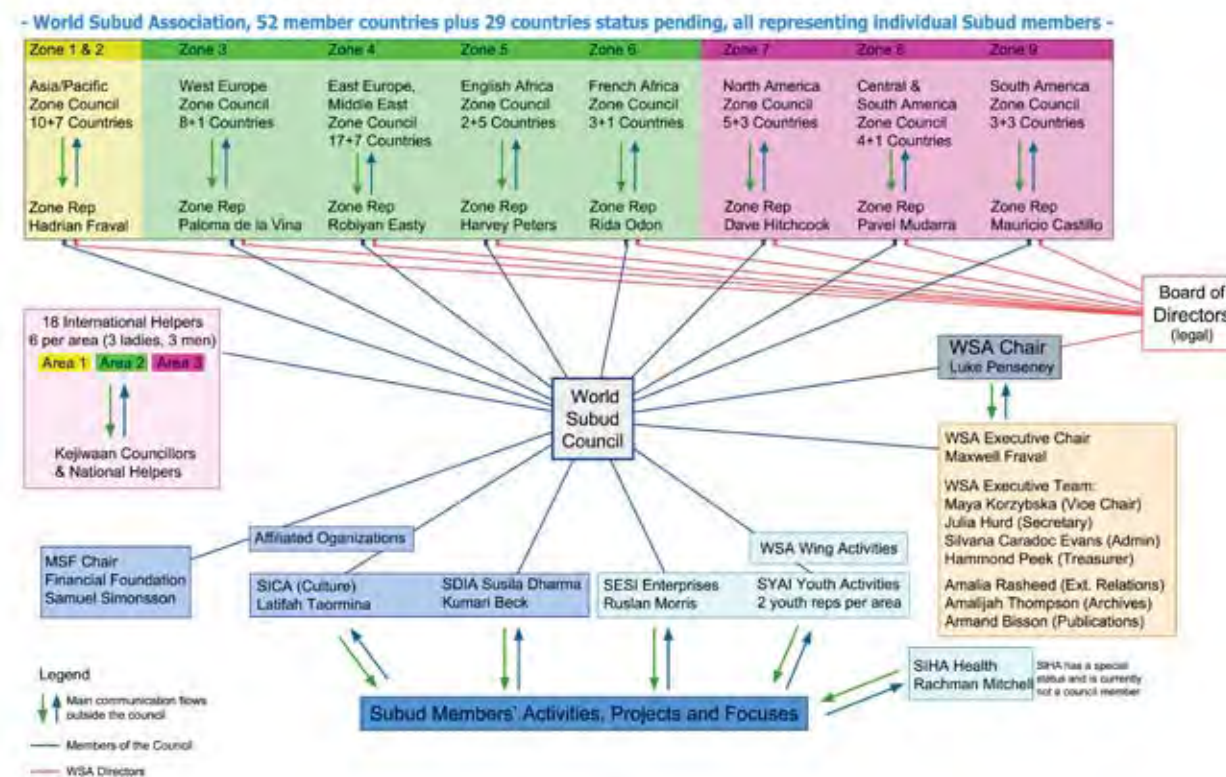 - World Subud Association, 52 member countries plus 29 countries status pending, all representing individual Subud members -
Zone 1 & 2
Asia/Pacific
Zone Council
10+7 Countries
Zone Rep
Hadrian Fraval
Zone 3
West Europe
Zone Council
8+1 Countries
Zone Rep
Paloma de la Vina
Zone 4
East Europe,
Middle East
Zone Council
17+7 Countries
Zone Rep
Robiyan Easty
Zone 5
English Africa
Zone Council
2+5 Countries
Zone Rep
Harvey Peters
Zone 6
French Africa
Zone Council
3+1 Countries
Zone Rep
Rida Odon
Zone 7
North America
Zone Council
5+3 Countries
Zone Rep
Dave Hitchcock
Zone 8
Central &
South America
Zone Council
4+1 Countries
Zone Rep
Pavel Mudarra
Zone 9
South America
Zone Council
3+3 Countries
Zone Rep
Mauricio Castillo
Board of
Directors
(legal)
18 International Helpers
6 per area (3 ladies, 3 men)
Area 1 Area 2 Area 3
Kejiwaan Councillors
& National Helpers
WSA Chair
Luke Penseney
World
Subud
Council
WSA Executive Chair
Maxwell Fraval
WSA Executive Team:
Maya Korzybska (Vice Chair)
Julia Hurd (Secretary)
Silvana Caradoc Evans (Admin)
Hammond Peek (Treasurer)
Amalia Rasheed (Ext. Relations)
Amalijah Thompson (Archives)
Armand Bisson (Publications)
Affiliated Oganizations
MSF Chair
Financial Foundation
Samuel Simonsson
SICA (Culture)
Latifah Taormina
SDIA Susila Dharma
Kumari Beck
WSA Wing Activities
SESI Enterprises
Ruslan Morris
SYAI Youth Activities
2 youth reps per area
SIHA Health
Rachman Mitchell
SIHA has a special
status and is currently
not a council member
Subud Members' Activities, Projects and Focuses
Legend
Main communication flows
outside the council
Members of the Council
WSA Directors